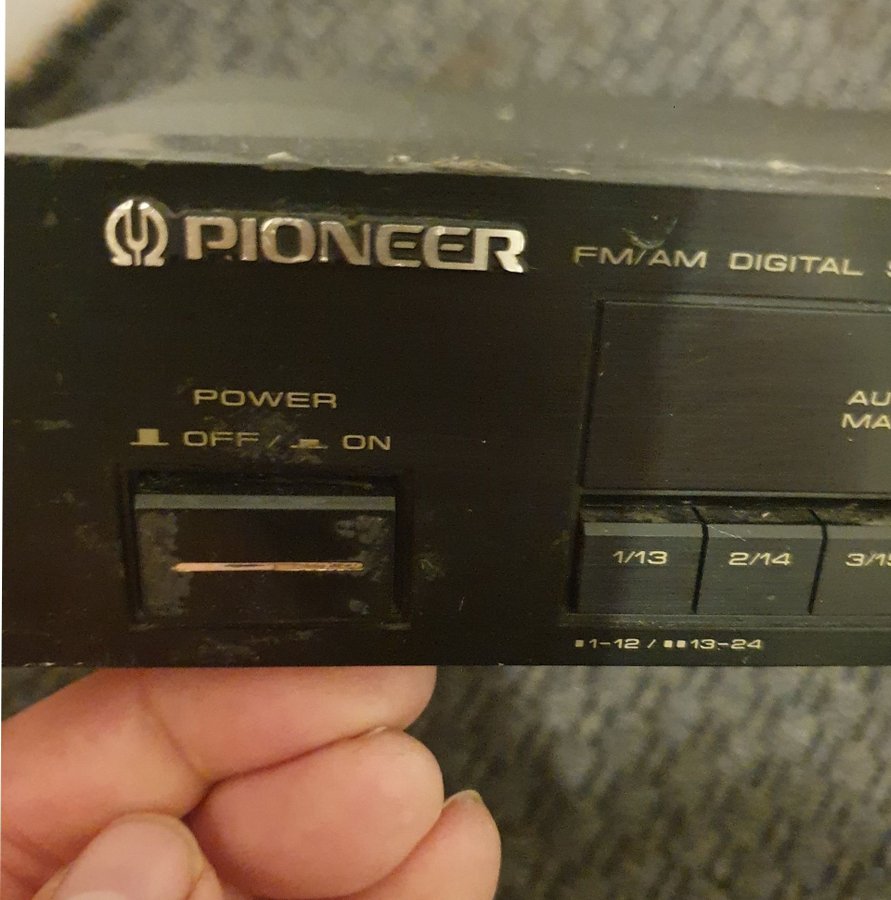 PIONEER
FM/AM DIGITAL
POWER
OFF / ON
1/13
2/14
1-12 / 13-24